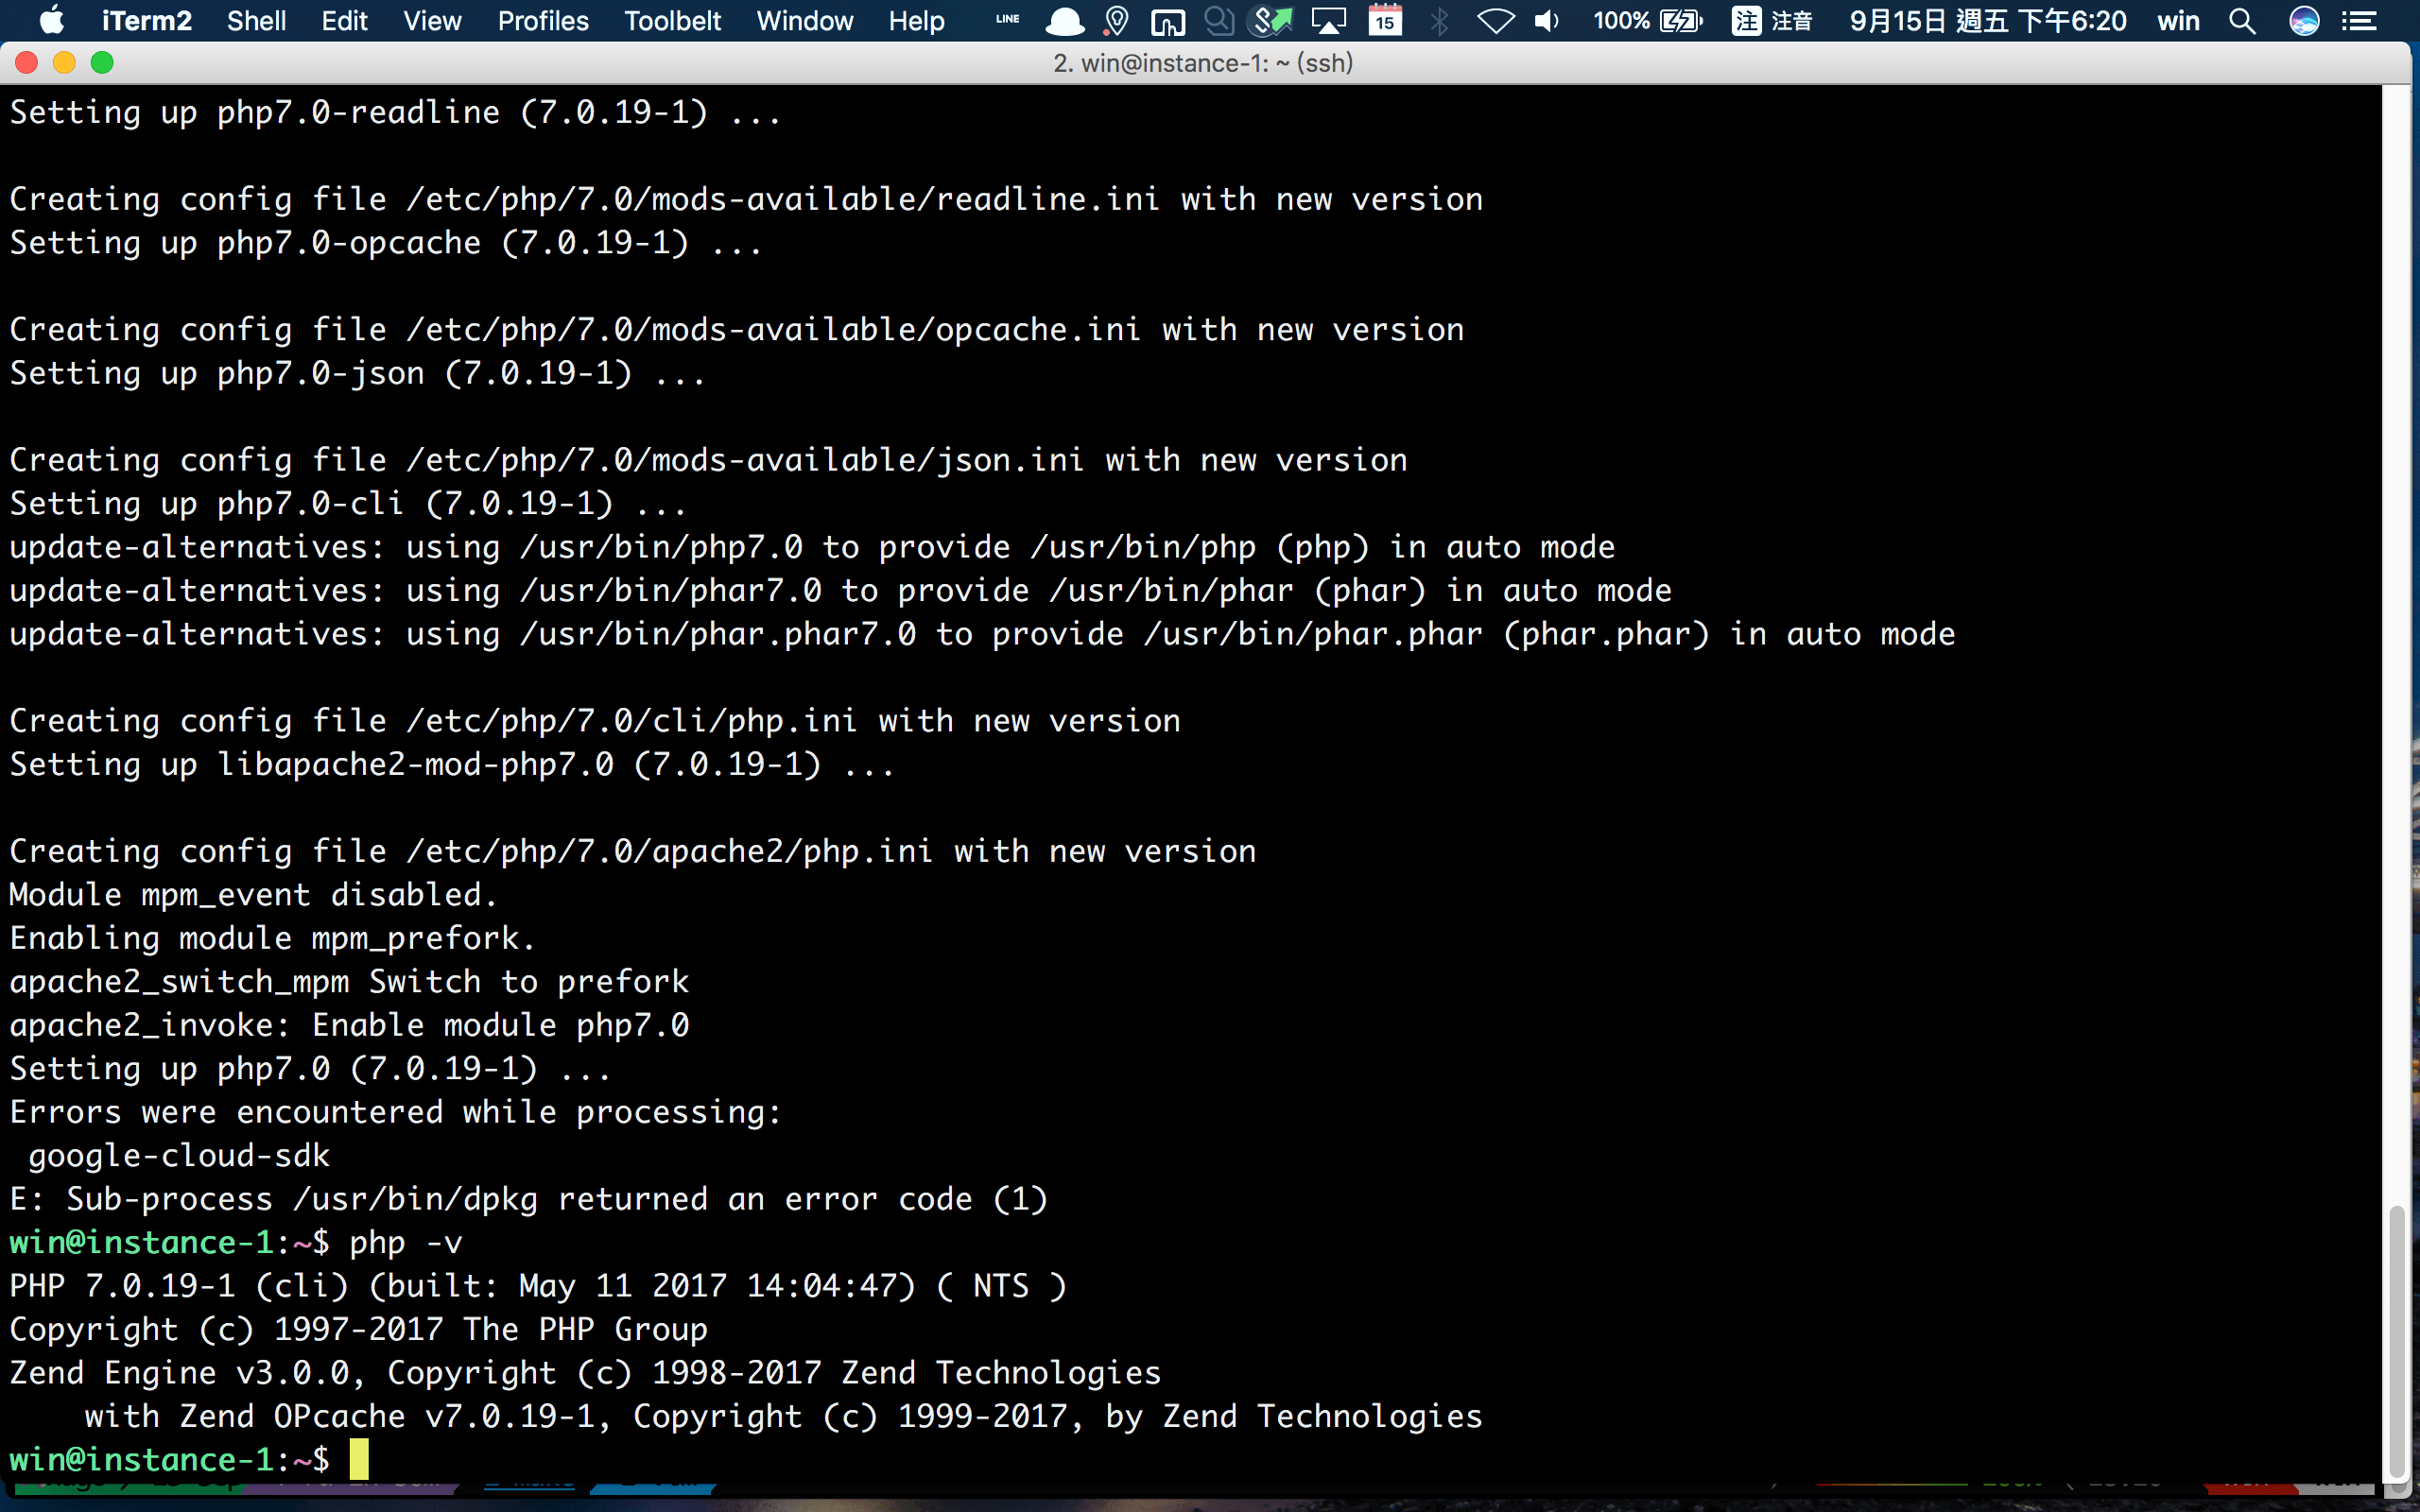 iTerm2 Shell Edit View Profiles Toolbelt Window Help LINE 15 100% 注 注音 9月15日 週五 下午6:20 win
2. win@instance-1: ~ (ssh)
Setting up php7.0-readline (7.0.19-1) ...
Creating config file /etc/php/7.0/mods-available/readline.ini with new version
Setting up php7.0-opcache (7.0.19-1) ...
Creating config file /etc/php/7.0/mods-available/opcache.ini with new version
Setting up php7.0-json (7.0.19-1) ...
Creating config file /etc/php/7.0/mods-available/json.ini with new version
Setting up php7.0-cli (7.0.19-1) ...
update-alternatives: using /usr/bin/php7.0 to provide /usr/bin/php (php) in auto mode
update-alternatives: using /usr/bin/phar7.0 to provide /usr/bin/phar (phar) in auto mode
update-alternatives: using /usr/bin/phar.phar7.0 to provide /usr/bin/phar.phar (phar.phar) in auto mode
Creating config file /etc/php/7.0/cli/php.ini with new version
Setting up libapache2-mod-php7.0 (7.0.19-1) ...
Creating config file /etc/php/7.0/apache2/php.ini with new version
Module mpm_event disabled.
Enabling module mpm_prefork.
apache2_switch_mpm Switch to prefork
apache2_invoke: Enable module php7.0
Setting up php7.0 (7.0.19-1) ...
Errors were encountered while processing:
google-cloud-sdk
E: Sub-process /usr/bin/dpkg returned an error code (1)
win@instance-1:~$ php -v
PHP 7.0.19-1 (cli) (built: May 11 2017 14:04:47) ( NTS )
Copyright (c) 1997-2017 The PHP Group
Zend Engine v3.0.0, Copyright (c) 1998-2017 Zend Technologies
with Zend OPcache v7.0.19-1, Copyright (c) 1999-2017, by Zend Technologies
win@instance-1:~$